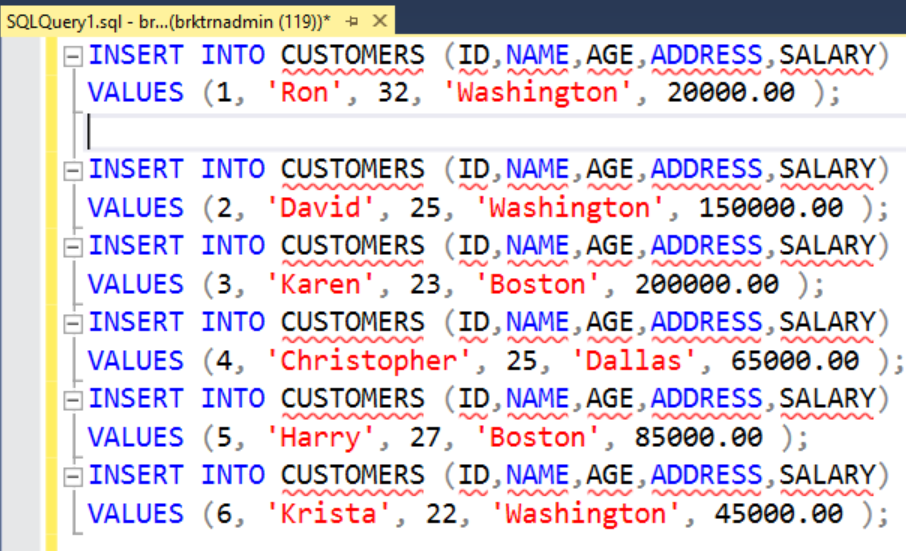 SQLQuery1.sql - br...(brktrnadmin (119))*
INSERT INTO CUSTOMERS (ID,NAME,AGE,ADDRESS,SALARY)
VALUES (1, 'Ron', 32, 'Washington', 20000.00 );
INSERT INTO CUSTOMERS (ID,NAME,AGE,ADDRESS,SALARY)
VALUES (2, 'David', 25, 'Washington', 150000.00 );
INSERT INTO CUSTOMERS (ID,NAME,AGE,ADDRESS,SALARY)
VALUES (3, 'Karen', 23, 'Boston', 200000.00 );
INSERT INTO CUSTOMERS (ID,NAME,AGE,ADDRESS,SALARY)
VALUES (4, 'Christopher', 25, 'Dallas', 65000.00 );
INSERT INTO CUSTOMERS (ID,NAME,AGE,ADDRESS,SALARY)
VALUES (5, 'Harry', 27, 'Boston', 85000.00 );
INSERT INTO CUSTOMERS (ID,NAME,AGE,ADDRESS,SALARY)
VALUES (6, 'Krista', 22, 'Washington', 45000.00 );